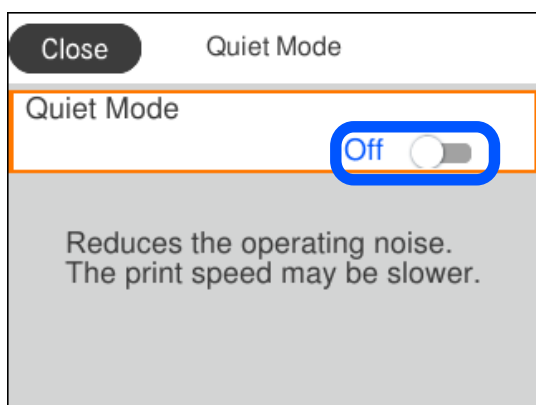 Close
Quiet Mode
Quiet Mode
Off
Reduces the operating noise.
The print speed may be slower.